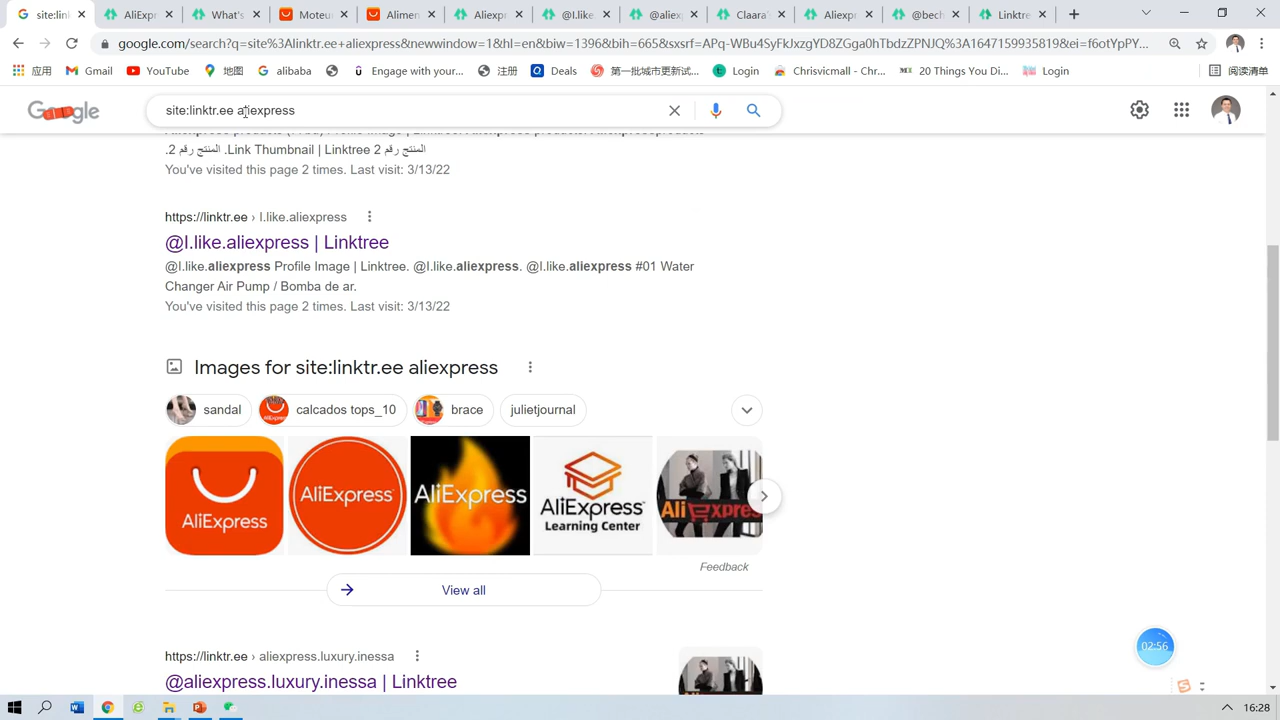 site:lin
AliExpr
What's
Moteu
Alimen
Aliexpr
@I.like.
@aliex
Claara'
Aliexpr
@bech
Linktre
google.com/search?q=site%3Alinktr.ee+aliexpress&newwindow=1&hl=en&biw=1396&bih=665&sxsrf=APq-WBu4SyFkJxzgYD8ZGga0hTbdzZPNJQ%3A1647159935819&ei=f6otYpPY...
应用
Gmail
YouTube
地图
alibaba
Engage with your...
注册
Deals
第一批城市更新试...
Login
Chrisvicmall - Chr...
20 Things You Di...
Login
阅读清单
Google
site:linktr.ee aliexpress
.Link Thumbnail | Linktree 2 المنتج رقم 2. المنتج رقم
You've visited this page 2 times. Last visit: 3/13/22
https://linktr.ee › I.like.aliexpress
@I.like.aliexpress | Linktree
@I.like.aliexpress Profile Image | Linktree. @I.like.aliexpress. @I.like.aliexpress #01 Water
Changer Air Pump / Bomba de ar.
You've visited this page 2 times. Last visit: 3/13/22
Images for site:linktr.ee aliexpress
sandal
calcados tops_10
brace
julietjournal
AliExpress
AliExpress
AliExpress
AliExpress
Learning Center
Ali Xpres
Feedback
View all
https://linktr.ee › aliexpress.luxury.inessa
@aliexpress.luxury.inessa | Linktree
02:56
16:28